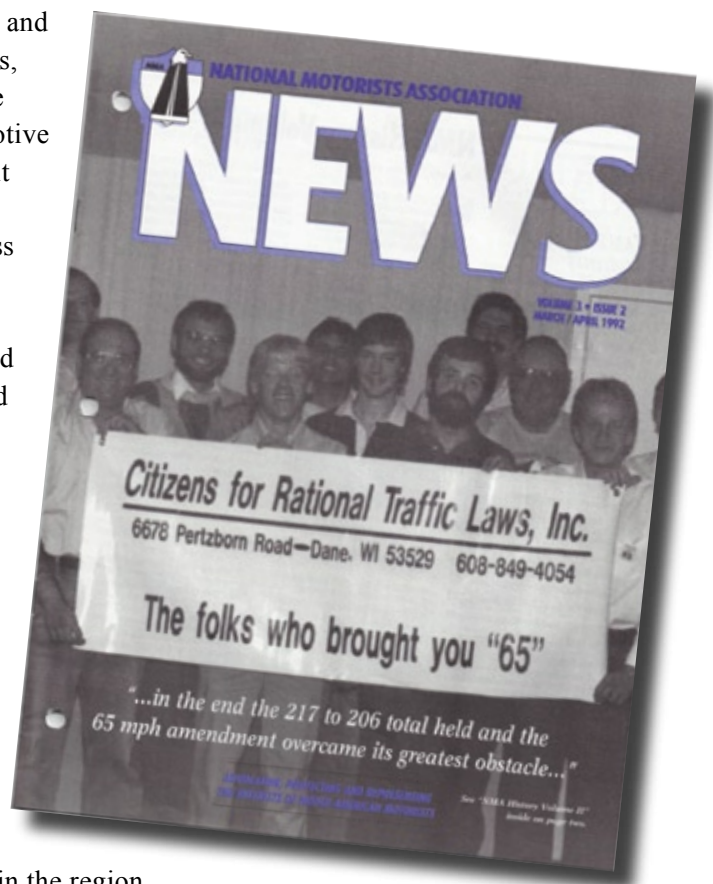 and
s,
e
otive
t
ss
d
d
NATIONAL MOTORISTS ASSOCIATION
NEWS
VOLUME 3 • ISSUE 2
MARCH / APRIL 1992
Citizens for Rational Traffic Laws, Inc.
6678 Pertzborn Road—Dane, WI 53529 608-849-4054
The folks who brought you “65”
“...in the end the 217 to 206 total held and the
65 mph amendment overcame its greatest obstacle...”
See “NMA History Volume II”
inside on page two.
in the region